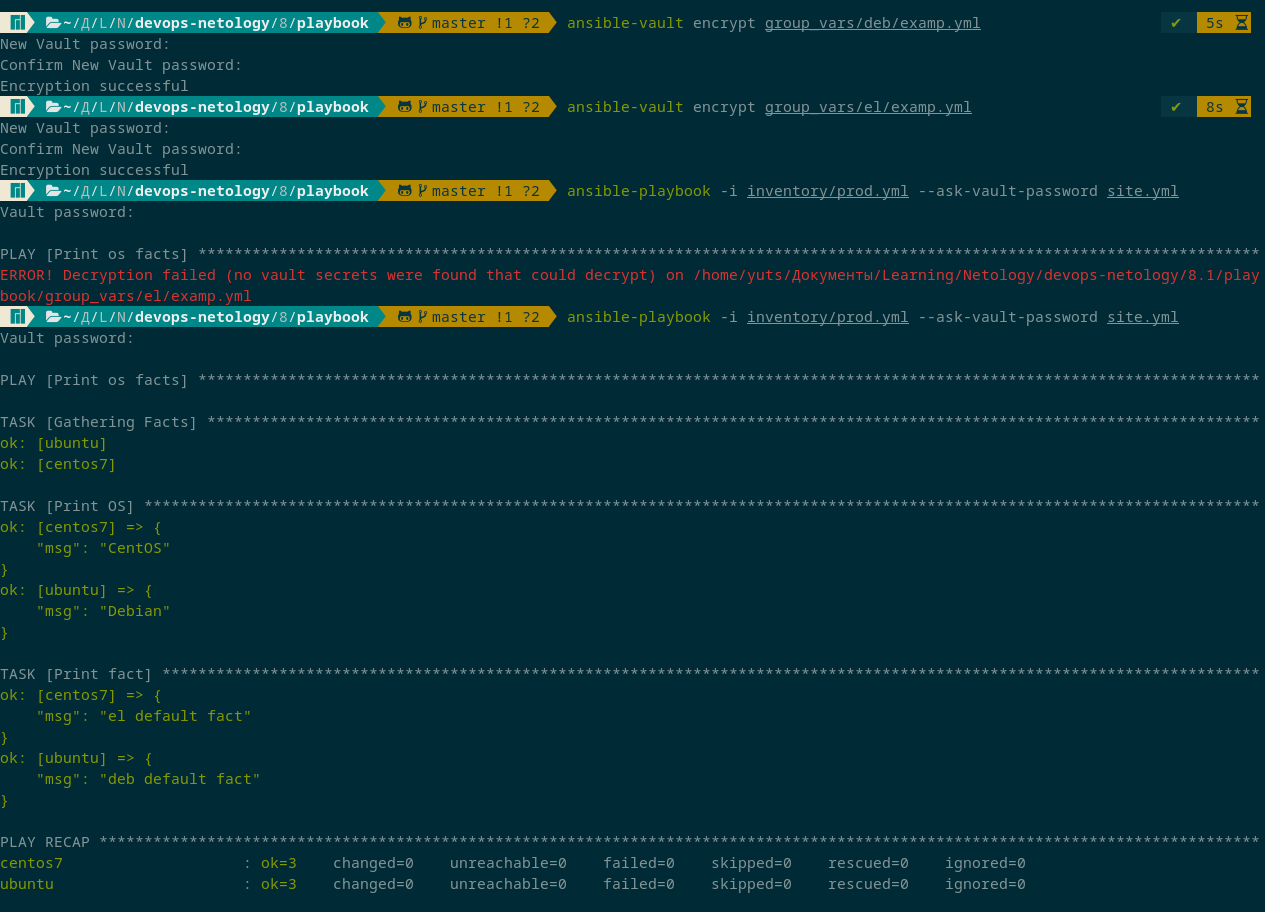 ~/Д/L/N/devops-netology/8/playbook master !1 ?2 ansible-vault encrypt group_vars/deb/examp.yml ✔ 5s
New Vault password:
Confirm New Vault password:
Encryption successful
~/Д/L/N/devops-netology/8/playbook master !1 ?2 ansible-vault encrypt group_vars/el/examp.yml ✔ 8s
New Vault password:
Confirm New Vault password:
Encryption successful
~/Д/L/N/devops-netology/8/playbook master !1 ?2 ansible-playbook -i inventory/prod.yml --ask-vault-password site.yml
Vault password:
PLAY [Print os facts] **********************************************************************************************************************
ERROR! Decryption failed (no vault secrets were found that could decrypt) on /home/yuts/Документы/Learning/Netology/devops-netology/8.1/play
book/group_vars/el/examp.yml
~/Д/L/N/devops-netology/8/playbook master !1 ?2 ansible-playbook -i inventory/prod.yml --ask-vault-password site.yml
Vault password:
PLAY [Print os facts] **********************************************************************************************************************
TASK [Gathering Facts] *********************************************************************************************************************
ok: [ubuntu]
ok: [centos7]
TASK [Print OS] ****************************************************************************************************************************
ok: [centos7] => {
    "msg": "CentOS"
}
ok: [ubuntu] => {
    "msg": "Debian"
}
TASK [Print fact] **************************************************************************************************************************
ok: [centos7] => {
    "msg": "el default fact"
}
ok: [ubuntu] => {
    "msg": "deb default fact"
}
PLAY RECAP *********************************************************************************************************************************
centos7                    : ok=3    changed=0    unreachable=0    failed=0    skipped=0    rescued=0    ignored=0
ubuntu                     : ok=3    changed=0    unreachable=0    failed=0    skipped=0    rescued=0    ignored=0